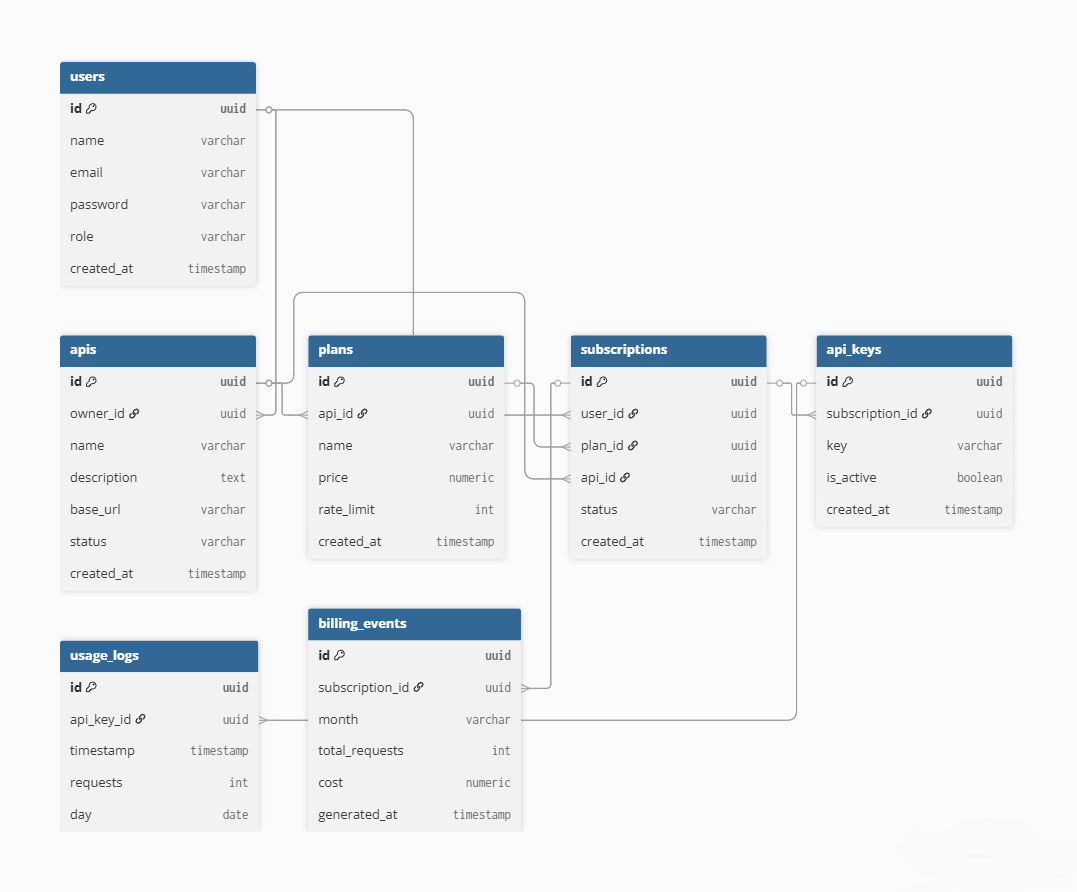 users
id uuid
name varchar
email varchar
password varchar
role varchar
created_at timestamp
apis
id uuid
owner_id uuid
name varchar
description text
base_url varchar
status varchar
created_at timestamp
plans
id uuid
api_id uuid
name varchar
price numeric
rate_limit int
created_at timestamp
subscriptions
id uuid
user_id uuid
plan_id uuid
api_id uuid
status varchar
created_at timestamp
api_keys
id uuid
subscription_id uuid
key varchar
is_active boolean
created_at timestamp
usage_logs
id uuid
api_key_id uuid
timestamp timestamp
requests int
day date
billing_events
id uuid
subscription_id uuid
month varchar
total_requests int
cost numeric
generated_at timestamp